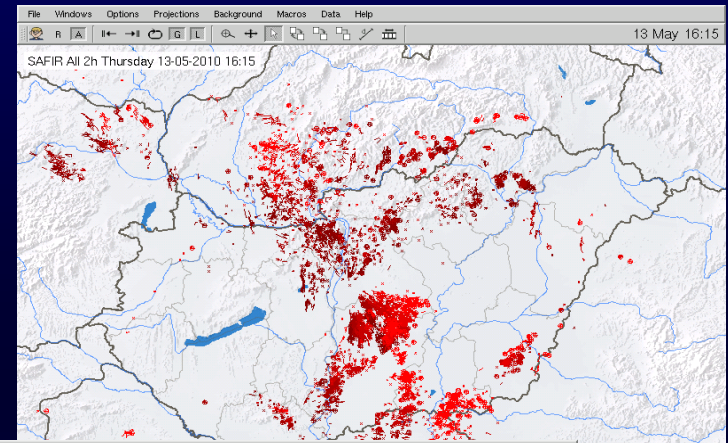 File Windows Options Projections Background Macros Data Help
R A G L 13 May 16:15
SAFIR All 2h Thursday 13-05-2010 16:15